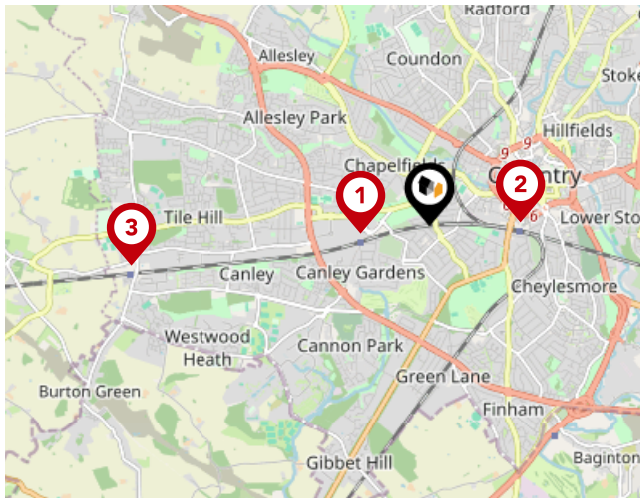 Radford
Allesley
Coundon
Stoke
Allesley Park
9
Hillfields
9
Chapelfields
Coventry
1
2
Tile Hill
3
6
Lower Sto
Canley
Canley Gardens
Cheylesmore
Westwood
Heath
Cannon Park
Green Lane
Burton Green
Finham
Gibbet Hill
Baginton